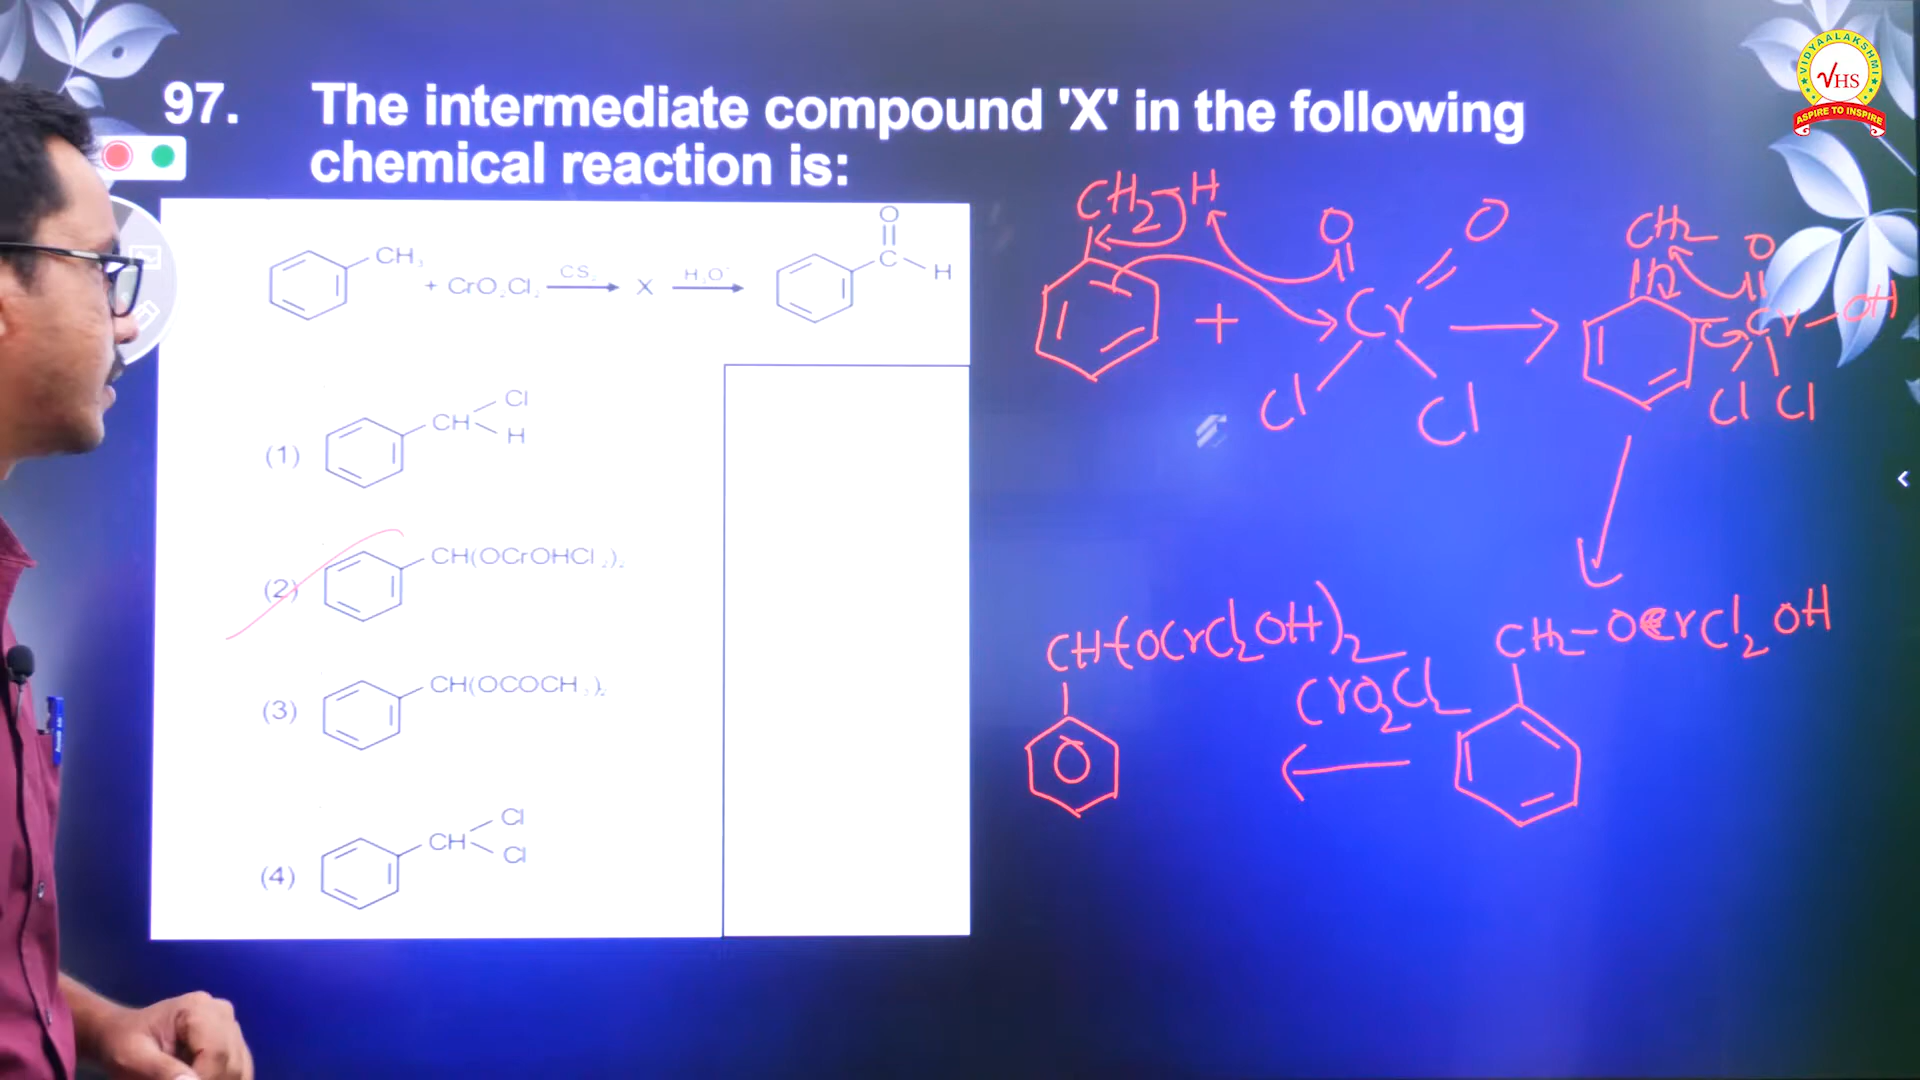 VIDYAALAKSHMI
VHS
ASPIRE TO INSPIRE
97. The intermediate compound 'X' in the following
chemical reaction is:
CH₃ + CrO₂Cl₂ CS₂ X H₃O⁺ O C H
(1) CH Cl H
(2) CH(OCrOHCl₂)₂
(3) CH(OCOCH₃)₂
(4) CH Cl Cl
CH₂ H + O O Cr Cl Cl
CH₂ O Cr OH Cl Cl
CH₂-OCrCl₂OH
CrO₂Cl₂
CH(OCrCl₂OH)₂